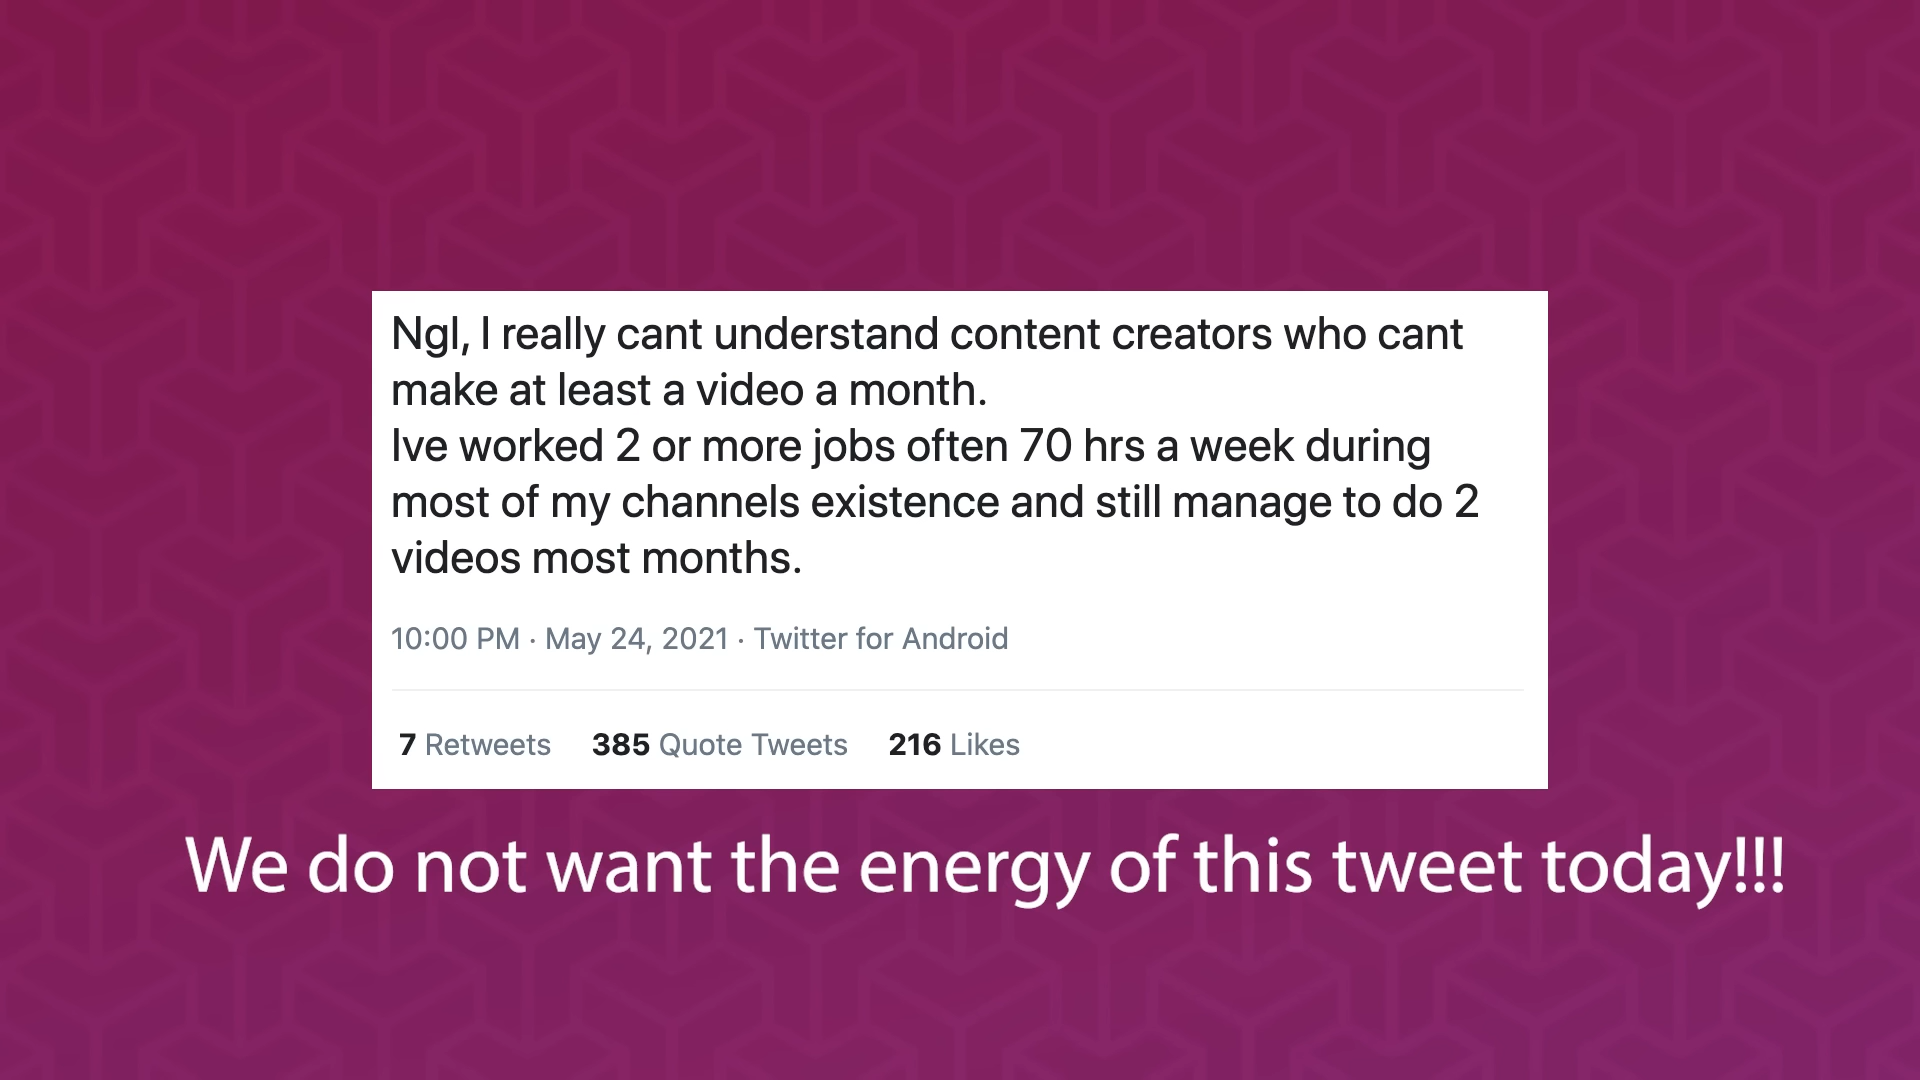 Ngl, I really cant understand content creators who cant
make at least a video a month.
Ive worked 2 or more jobs often 70 hrs a week during
most of my channels existence and still manage to do 2
videos most months.
10:00 PM · May 24, 2021 · Twitter for Android
7 Retweets 385 Quote Tweets 216 Likes
We do not want the energy of this tweet today!!!